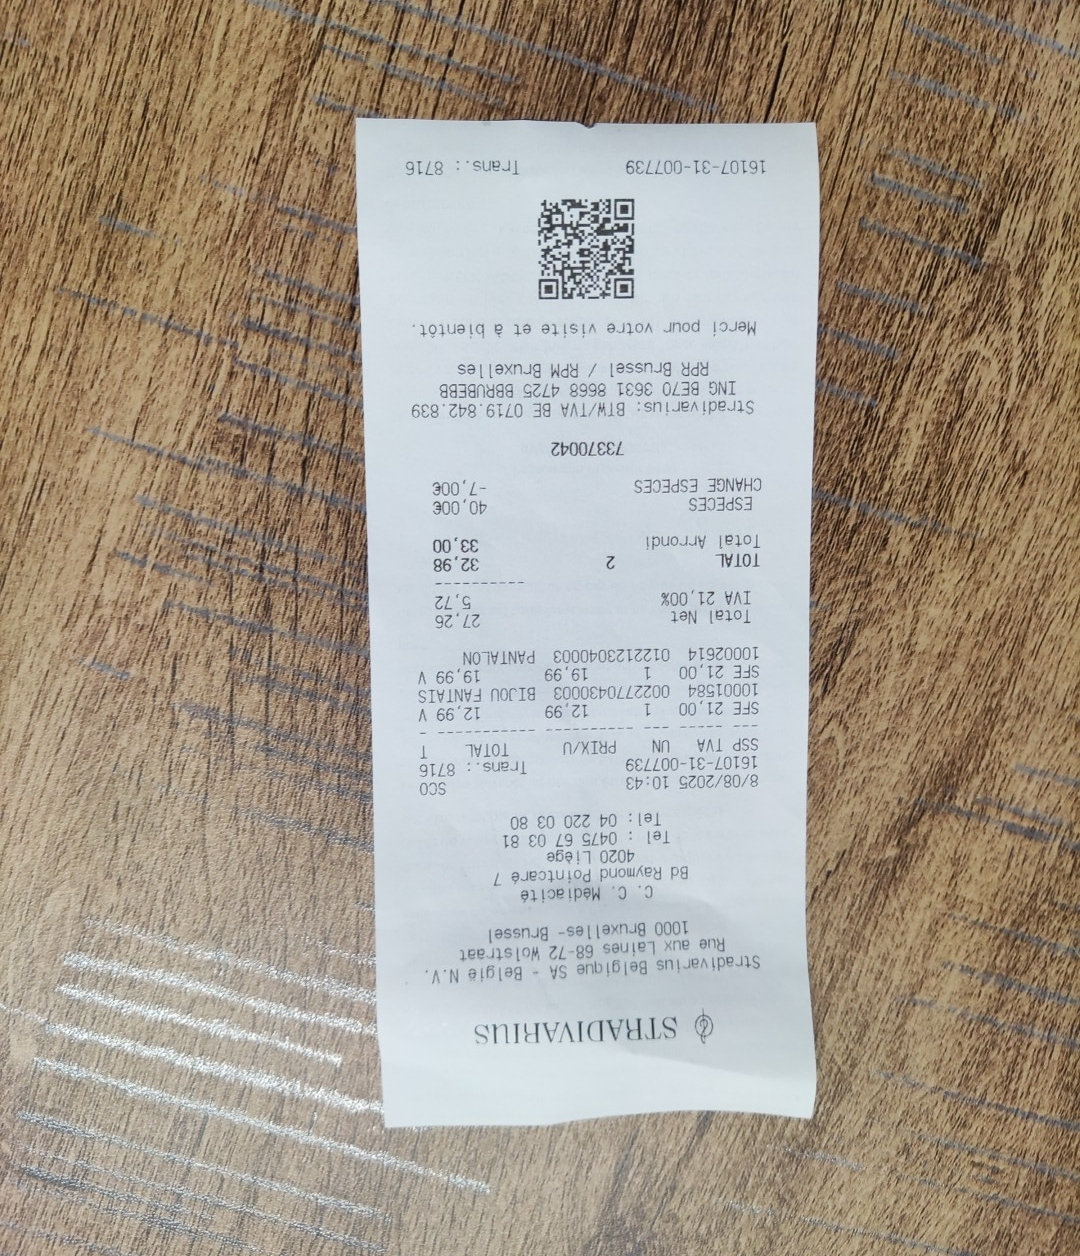 STRADIVARIUS
Stradivarius Belgique SA - België N.V.
Rue aux Laines 68-72 Wolstraat
1000 Bruxelles- Brussel
C. C. Médiacité
Bd Raymond Pointcaré 7
4020 Liège
Tel : 0475 67 03 81
Tel: 04 220 03 80
8/08/2025 10:43 SCO
16107-31-007739 Trans.: 8716
SSP TVA UN PRIX/U TOTAL T
SFE 21,00 1 12,99 12,99 V
10001564 002277043003 BIJOU FANTAIS
SFE 21,00 1 19,99 19,99 V
10002614 0122123040003 PANTALON
Total Net 27,26
IVA 21,00% 5,72
TOTAL 2 32,98
Total Arrondi 33,00
ESPECES 40,00€
CHANGE ESPECES -7,00€
73370042
Stradivarius: BTW/TVA BE 0719.842.839
ING BE70 3631 8668 4725 BBRUBEBB
RPR Brussel / RPM Bruxelles
Merci pour votre visite et à bientôt.
16107-31-007739 Trans.: 8716